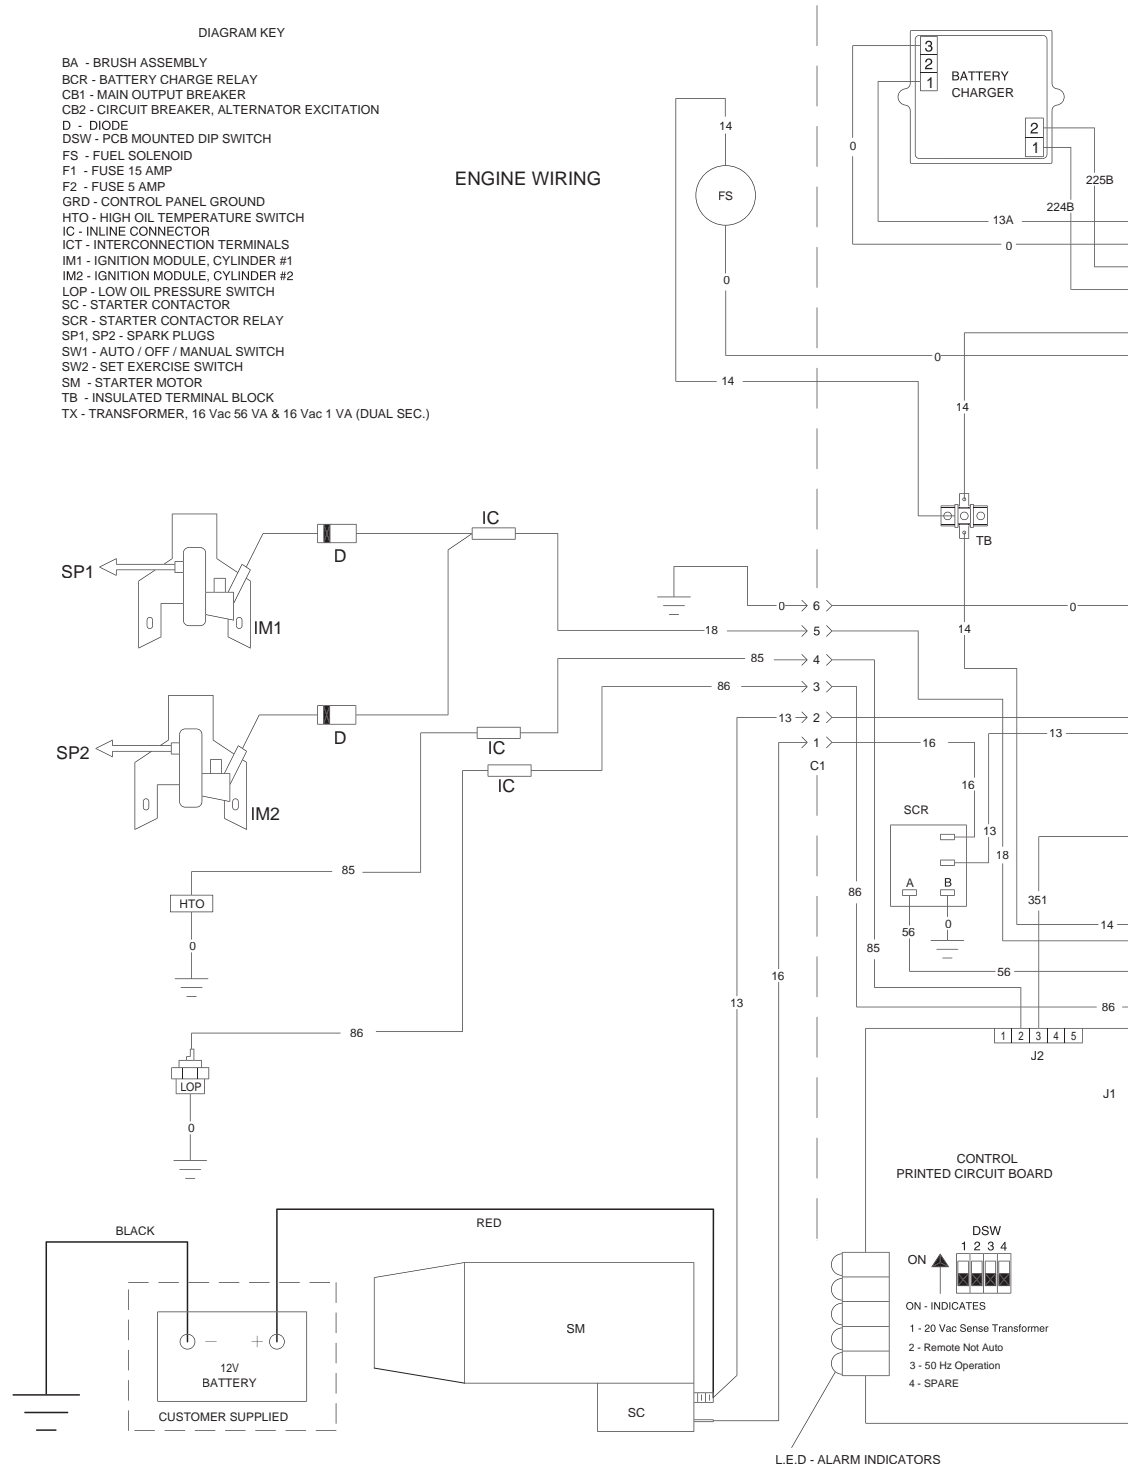 DIAGRAM KEY
BA - BRUSH ASSEMBLY
BCR - BATTERY CHARGE RELAY
CB1 - MAIN OUTPUT BREAKER
CB2 - CIRCUIT BREAKER, ALTERNATOR EXCITATION
D - DIODE
DSW - PCB MOUNTED DIP SWITCH
FS - FUEL SOLENOID
F1 - FUSE 15 AMP
F2 - FUSE 5 AMP
GRD - CONTROL PANEL GROUND
HTO - HIGH OIL TEMPERATURE SWITCH
IC - INLINE CONNECTOR
ICT - INTERCONNECTION TERMINALS
IM1 - IGNITION MODULE, CYLINDER #1
IM2 - IGNITION MODULE, CYLINDER #2
LOP - LOW OIL PRESSURE SWITCH
SC - STARTER CONTACTOR
SCR - STARTER CONTACTOR RELAY
SP1, SP2 - SPARK PLUGS
SW1 - AUTO / OFF / MANUAL SWITCH
SW2 - SET EXERCISE SWITCH
SM - STARTER MOTOR
TB - INSULATED TERMINAL BLOCK
TX - TRANSFORMER, 16 Vac 56 VA & 16 Vac 1 VA (DUAL SEC.)
ENGINE WIRING
3
2
1
BATTERY
CHARGER
2
1
14
0
FS
225B
224B
13A
0
0
0
14
14
TB
IC
D
SP1
IM1
0
6
0
18
5
14
85
4
86
3
13
2
13
1
16
C1
D
SP2
IM2
IC
IC
16
SCR
13
18
A
B
85
HTO
0
86
351
56
0
14
85
56
16
13
86
86
LOP
0
1 2 3 4 5
J2
J1
CONTROL
PRINTED CIRCUIT BOARD
BLACK
RED
DSW
1 2 3 4
ON
ON - INDICATES
1 - 20 Vac Sense Transformer
2 - Remote Not Auto
3 - 50 Hz Operation
4 - SPARE
SM
SC
− +
12V
BATTERY
CUSTOMER SUPPLIED
L.E.D - ALARM INDICATORS